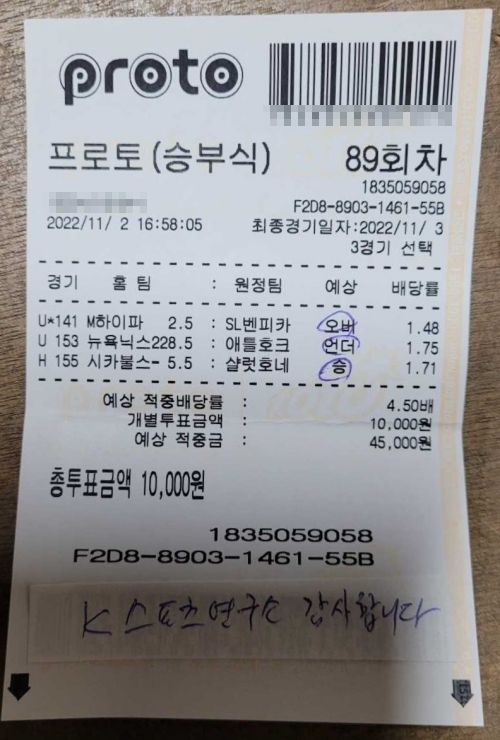 proto
프로토(승부식) 89회차
1835059058
F2D8-8903-1461-55B
2022/11/ 2 16:58:05 최종경기일자:2022/11/ 3
3경기 선택
경기 홈 팀 : 원정팀 예상 배당률
U*141 M하이파 2.5 : SL벤피카 오버 1.48
U 153 뉴욕닉스228.5 : 애틀호크 언더 1.75
H 155 시카불스- 5.5 : 샬럿호네 승 1.71
예상 적중배당률 : 4.50배
개별투표금액 : 10,000원
예상 적중금 : 45,000원
총투표금액 10,000원
1835059058
F2D8-8903-1461-55B
K 스포츠연구소 감사합니다